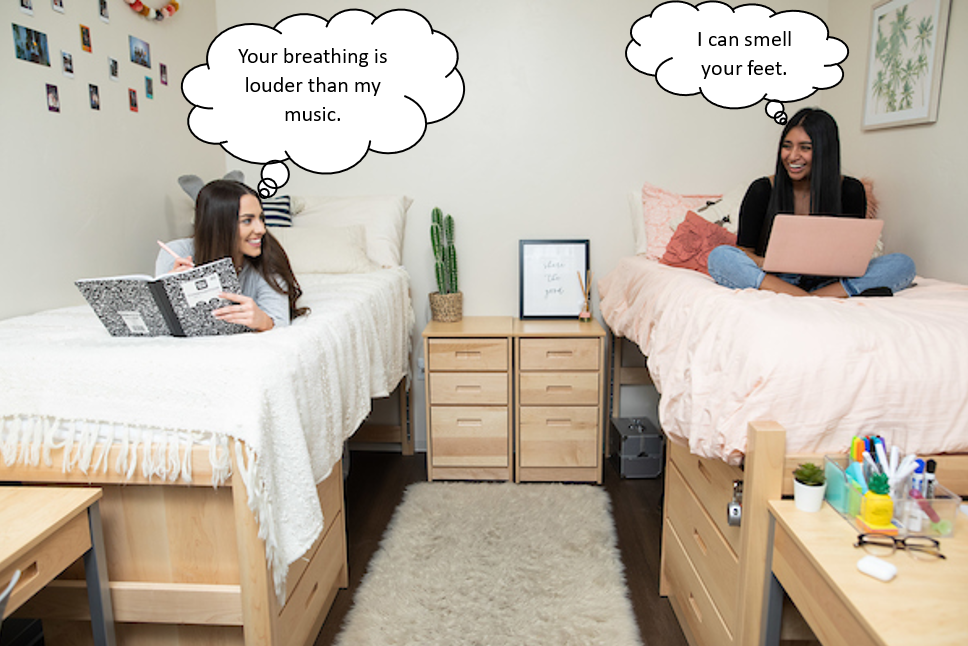 Your breathing is
louder than my
music.
I can smell
your feet.
share
the
good